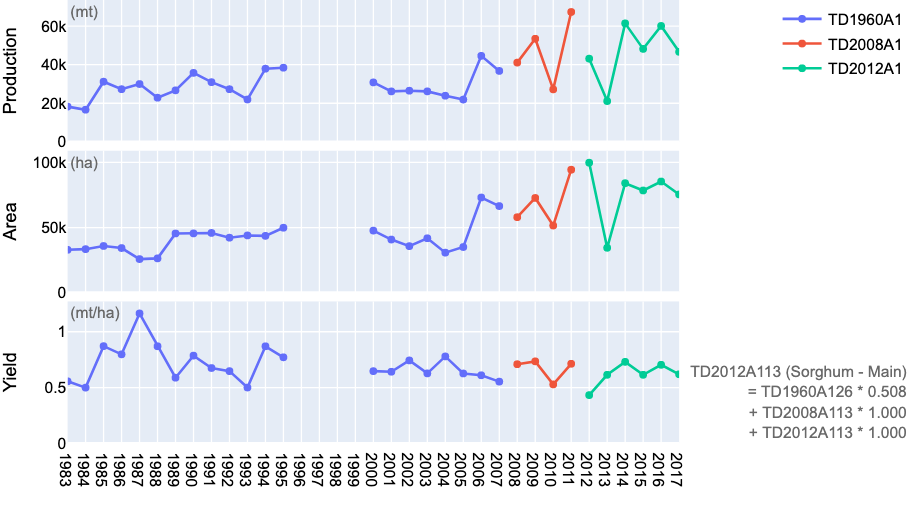 Production
(mt)
60k
40k
20k
0
TD1960A1
TD2008A1
TD2012A1
Area
100k
(ha)
50k
0
Yield
(mt/ha)
1
0.5
0
TD2012A113 (Sorghum - Main)
= TD1960A126 * 0.508
+ TD2008A113 * 1.000
+ TD2012A113 * 1.000
1983
1984
1985
1986
1987
1988
1989
1990
1991
1992
1993
1994
1995
1996
1997
1998
1999
2000
2001
2002
2003
2004
2005
2006
2007
2008
2009
2010
2011
2012
2013
2014
2015
2016
2017